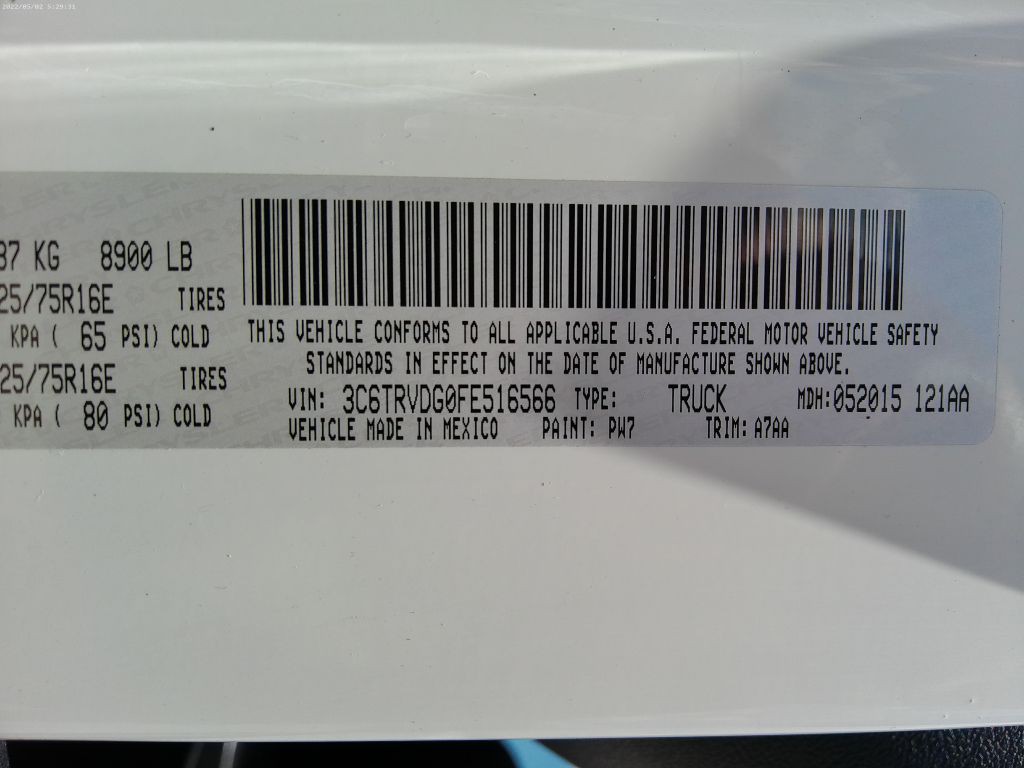 2022/05/02 5:29:31
37 KG 8900 LB
25/75R16E TIRES
KPA ( 65 PSI) COLD
25/75R16E TIRES
KPA ( 80 PSI) COLD
THIS VEHICLE CONFORMS TO ALL APPLICABLE U.S.A. FEDERAL MOTOR VEHICLE SAFETY
STANDARDS IN EFFECT ON THE DATE OF MANUFACTURE SHOWN ABOVE.
VIN: 3C6TRVDG0FE516566 TYPE: TRUCK MDH:052015 121AA
VEHICLE MADE IN MEXICO PAINT: PW7 TRIM: A7AA